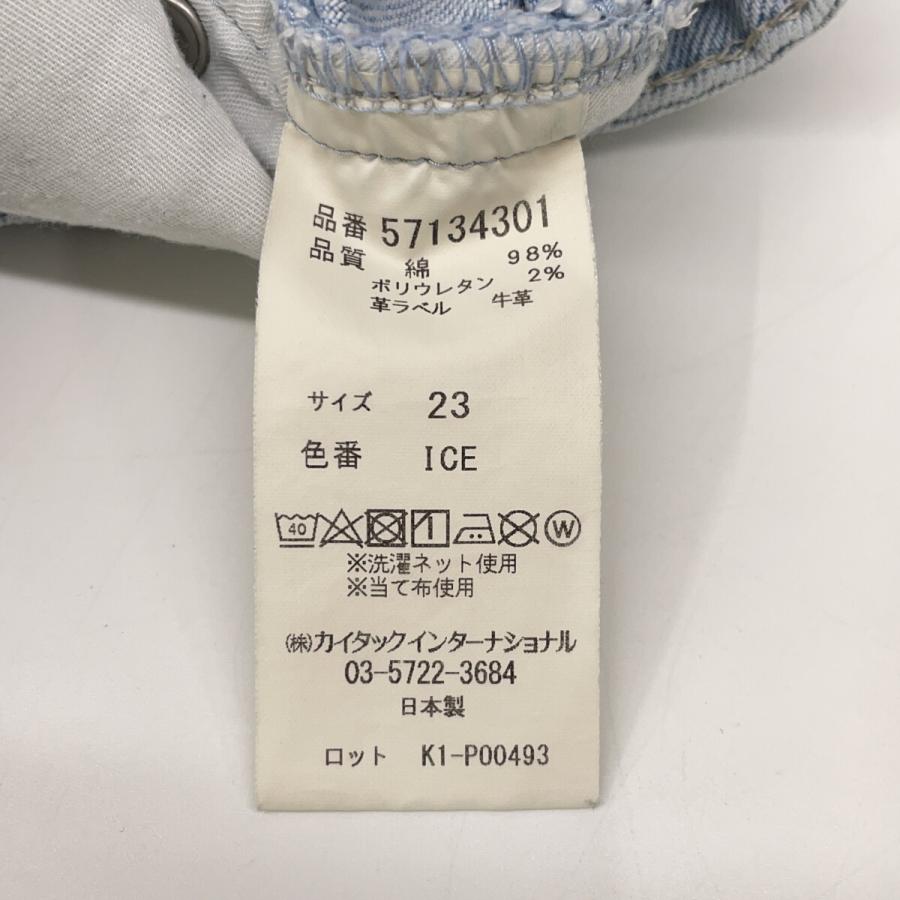 品番 57134301
品質 綿 98%
ポリウレタン 2%
革ラベル 牛革
サイズ 23
色番 ICE
40 W
※洗濯ネット使用
※当て布使用
㈱カイタックインターナショナル
03-5722-3684
日本製
ロット K1-P00493